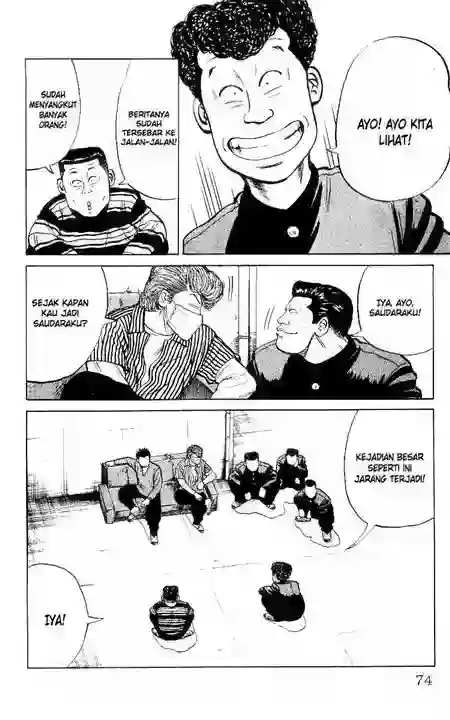 AYO! AYO KITA
LIHAT!
BERITANYA
SUDAH
TERSEBAR KE
JALAN-JALAN!
SUDAH
MENYANGKUT
BANYAK
ORANG!
IYA, AYO,
SAUDARAKU!
SEJAK KAPAN
KAU JADI
SAUDARAKU?
KEJADIAN BESAR
SEPERTI INI
JARANG TERJADI!
IYA!
74